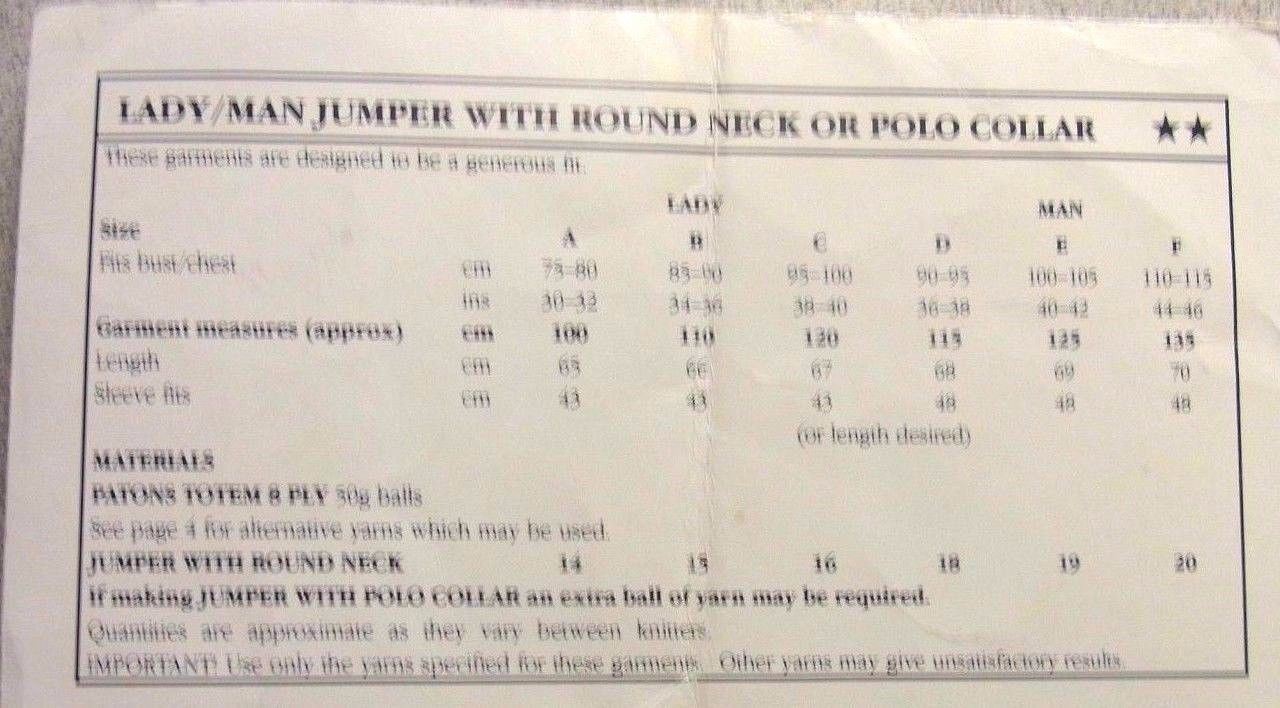 LADY/MAN JUMPER WITH ROUND NECK OR POLO COLLAR ★★
These garments are designed to be a generous fit.
LADY MAN
Size A B C D E F
Fits bust/chest cm 75-80 85-90 95-100 90-95 100-105 110-115
ins 30-32 34-36 38-40 36-38 40-42 44-46
Garment measures (approx) cm 100 110 120 115 125 135
Length cm 65 66 67 68 69 70
Sleeve fits cm 43 43 43 48 48 48
(or length desired)
MATERIALS
PATONS TOTEM 8 PLY 50g balls
See page 4 for alternative yarns which may be used.
JUMPER WITH ROUND NECK 14 15 16 18 19 20
If making JUMPER WITH POLO COLLAR an extra ball of yarn may be required.
Quantities are approximate as they vary between knitters.
IMPORTANT! Use only the yarns specified for these garments. Other yarns may give unsatisfactory results.